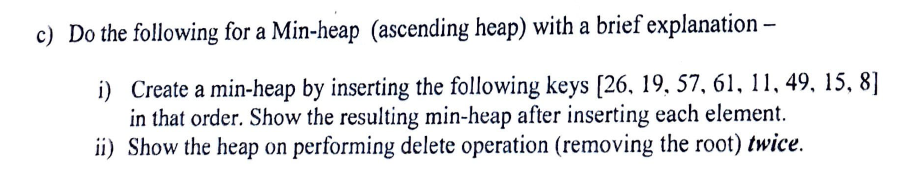 c) Do the following for a Min-heap (ascending heap) with a brief explanation –
i) Create a min-heap by inserting the following keys [26, 19, 57, 61, 11, 49, 15, 8]
in that order. Show the resulting min-heap after inserting each element.
ii) Show the heap on performing delete operation (removing the root) twice.